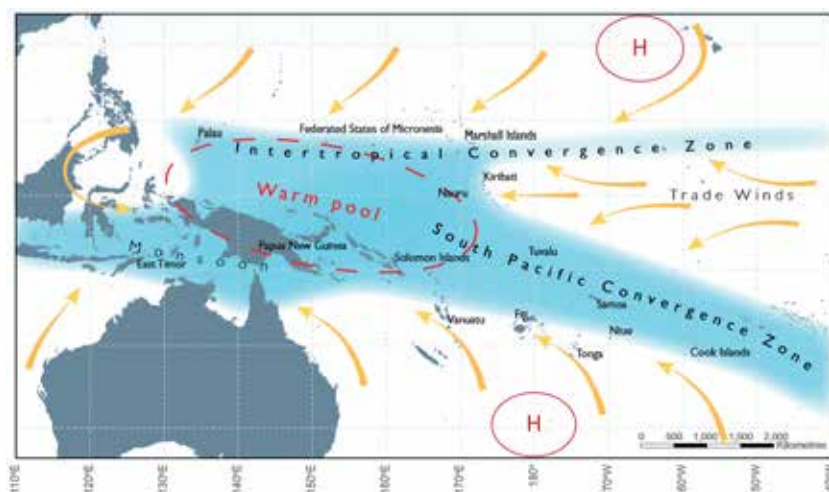 H
Palau
Federated States of Micronesia
Marshall Islands
Intertropical Convergence Zone
Kiribati
Warm pool
Nauru
Trade Winds
Monsoon
East Timor
Papua New Guinea
Solomon Islands
Tuvalu
South Pacific Convergence Zone
Samoa
Vanuatu
Fiji
Niue
Tonga
Cook Islands
H
0 500 1,000 1,500 2,000
Kilometres
110°E 120°E 130°E 140°E 150°E 160°E 170°E 180° 170°W 160°W